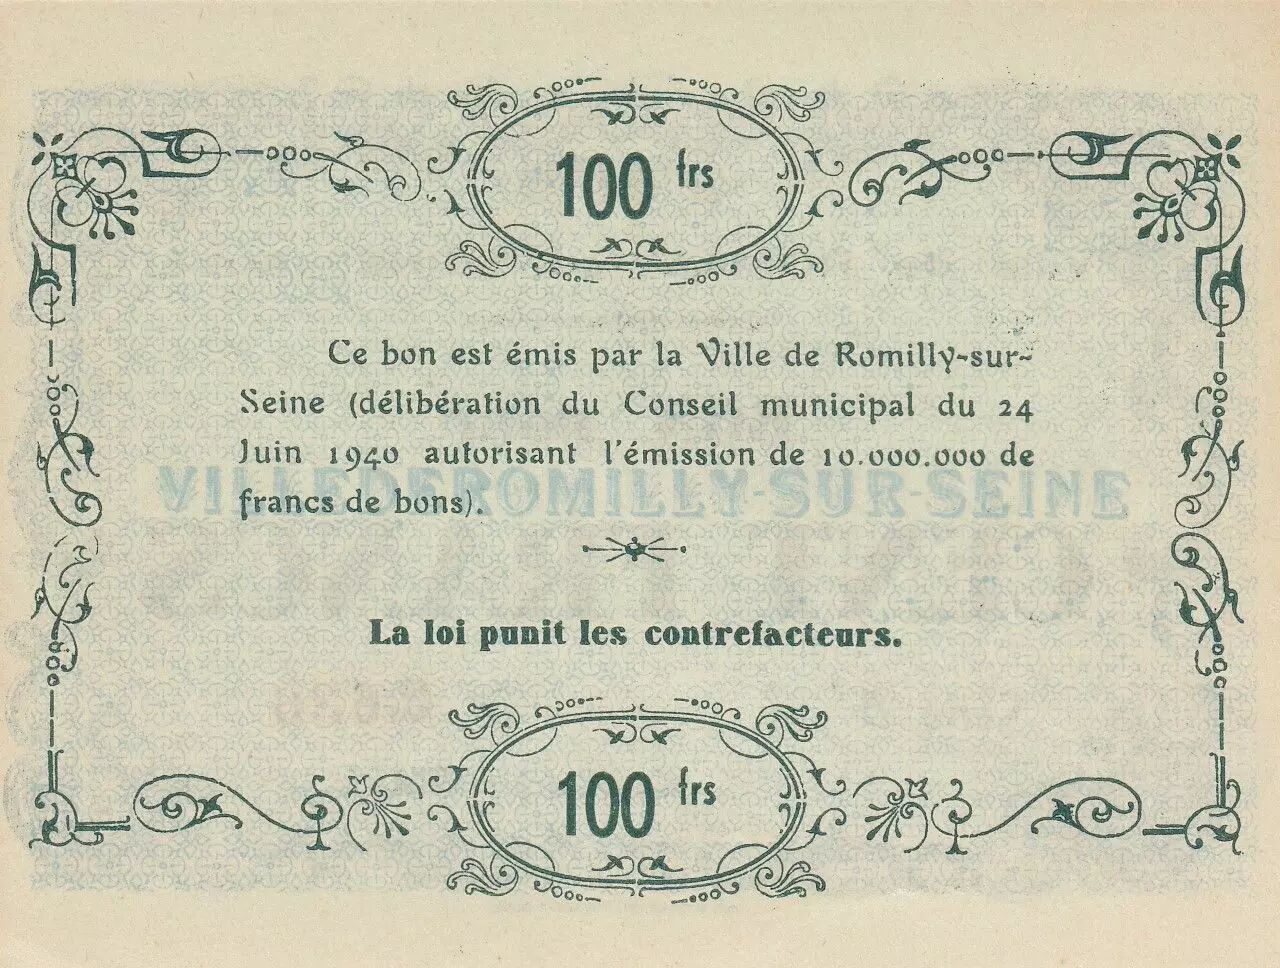 100 frs
Ce bon est émis par la Ville de Romilly-sur-
Seine (délibération du Conseil municipal du 24
Juin 1940 autorisant l'émission de 10.000.000 de
VILLE DE ROMILLY-SUR-SEINE
francs de bons).
La loi punit les contrefacteurs.
100 frs